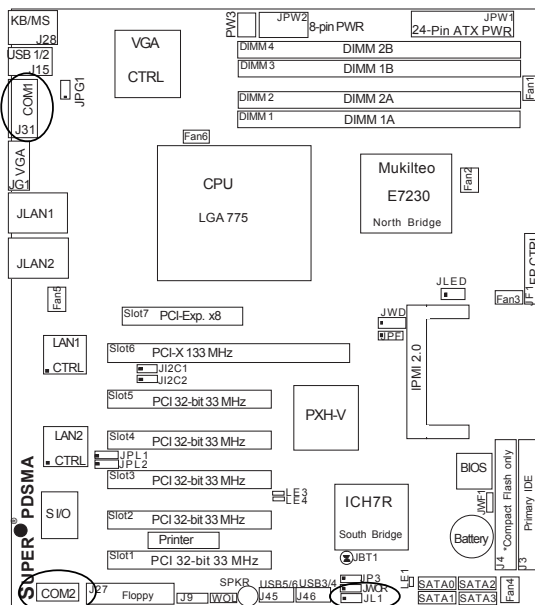 KB/MS
J28
USB 1/2
J15
COM1
J31
JPG1
VGA
JG1
JLAN1
JLAN2
Fan5
VGA
CTRL
PW3
JPW2
8-pin PWR
JPW1
24-Pin ATX PWR
DIMM 4
DIMM 2B
DIMM 3
DIMM 1B
DIMM 2
DIMM 2A
DIMM 1
DIMM 1A
Fan1
Fan6
CPU
LGA 775
Mukilteo
E7230
North Bridge
Fan2
FP CTRL
JF1
Fan3
JLED
JWD
JPF
IPMI 2.0
Slot7
PCI-Exp. x8
LAN1
CTRL
Slot6
PCI-X 133 MHz
JI2C1
JI2C2
Slot5
PCI 32-bit 33 MHz
PXH-V
LAN2
CTRL
Slot4
PCI 32-bit 33 MHz
JPL1
JPL2
Slot3
PCI 32-bit 33 MHz
LE3
LE4
S I/O
Slot2
PCI 32-bit 33 MHz
Printer
Slot1
PCI 32-bit 33 MHz
ICH7R
South Bridge
BIOS
JWF1
Battery
J4
*Compact Flash only
J3
Primary IDE
JBT1
SUPER® PDSMA
COM2
J27
Floppy
J9
WOL
SPKR
USB5/6
J45
USB3/4
J46
JP3
JWOR
JL1
LE1
SATA0
SATA2
SATA1
SATA3
Fan4